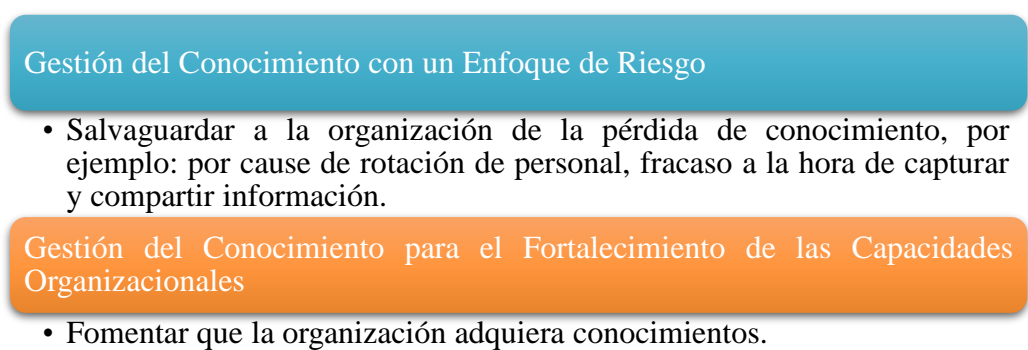 Gestión del Conocimiento con un Enfoque de Riesgo
• Salvaguardar a la organización de la pérdida de conocimiento, por
ejemplo: por cause de rotación de personal, fracaso a la hora de capturar
y compartir información.
Gestión del Conocimiento para el Fortalecimiento de las Capacidades
Organizacionales
• Fomentar que la organización adquiera conocimientos.